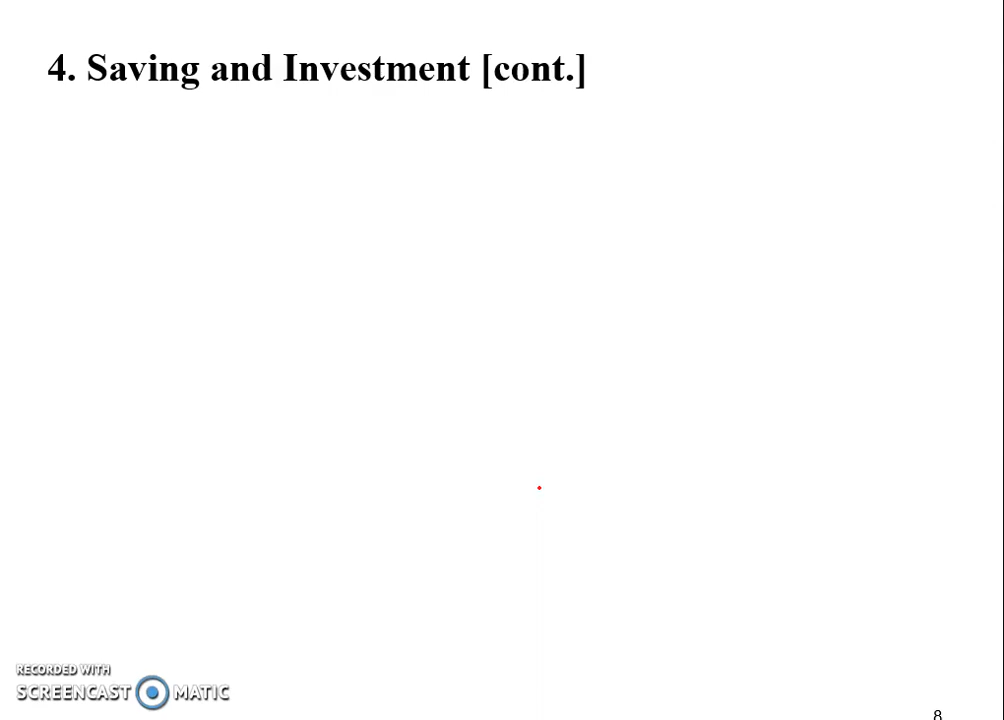 4. Saving and Investment [cont.]
RECORDED WITH
SCREENCAST MATIC
8